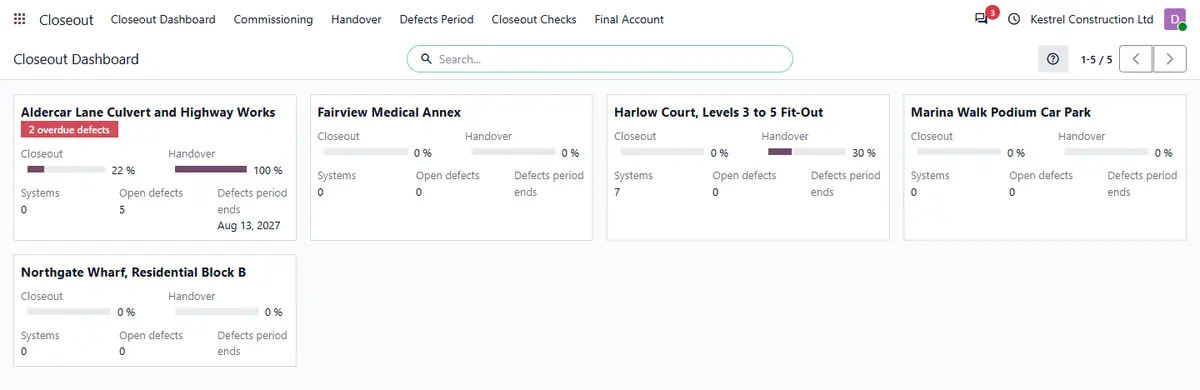 Closeout Closeout Dashboard Commissioning Handover Defects Period Closeout Checks Final Account 3 Kestrel Construction Ltd D
Closeout Dashboard Search... 1-5 / 5
Aldercar Lane Culvert and Highway Works
2 overdue defects
Closeout Handover
22 % 100 %
Systems Open defects Defects period ends
0 5 Aug 13, 2027
Fairview Medical Annex
Closeout Handover
0 % 0 %
Systems Open defects Defects period ends
0 0
Harlow Court, Levels 3 to 5 Fit-Out
Closeout Handover
0 % 30 %
Systems Open defects Defects period ends
7 0
Marina Walk Podium Car Park
Closeout Handover
0 % 0 %
Systems Open defects Defects period ends
0 0
Northgate Wharf, Residential Block B
Closeout Handover
0 % 0 %
Systems Open defects Defects period ends
0 0